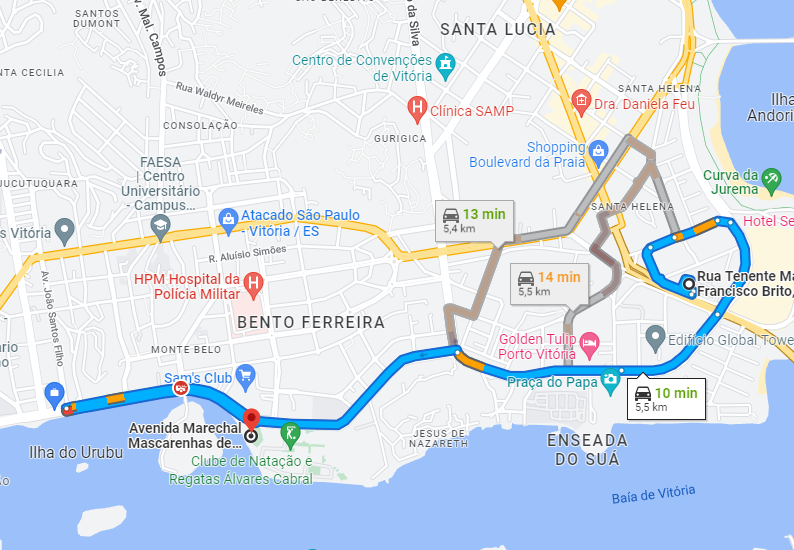 SANTOS
DUMONT
Av. Mal. Campos
da Silva
SANTA LUCIA
NTA CECILIA
Centro de Convenções
de Vitória
Rua Waldyr Meireles
Clínica SAMP
SANTA HELENA
Dra. Daniela Feu
Ilha
Andori
CONSOLAÇÃO
GURIGICA
Shopping
Boulevard da Praia
FAESA
| Centro
Universitário
- Campus...
JUCUTUQUARA
Curva da
Jurema
13 min
5,4 km
SANTA HELENA
Atacado São Paulo
- Vitória / ES
s Vitória
Hotel Se
R. Aluísio Simões
14 min
5,5 km
HPM Hospital da
Polícia Militar
Rua Tenente Ma
Francisco Brito,
Av. João Santos Filho
BENTO FERREIRA
Golden Tulip
Porto Vitória
Edifício Global Towe
ário
MONTE BELO
Sam's Club
Praça do Papa
10 min
5,5 km
Avenida Marechal
Mascarenhas de...
JESUS DE
NAZARETH
ENSEADA
DO SUÁ
Ilha do Urubu
Clube de Natação e
Regatas Álvares Cabral
Baía de Vitória